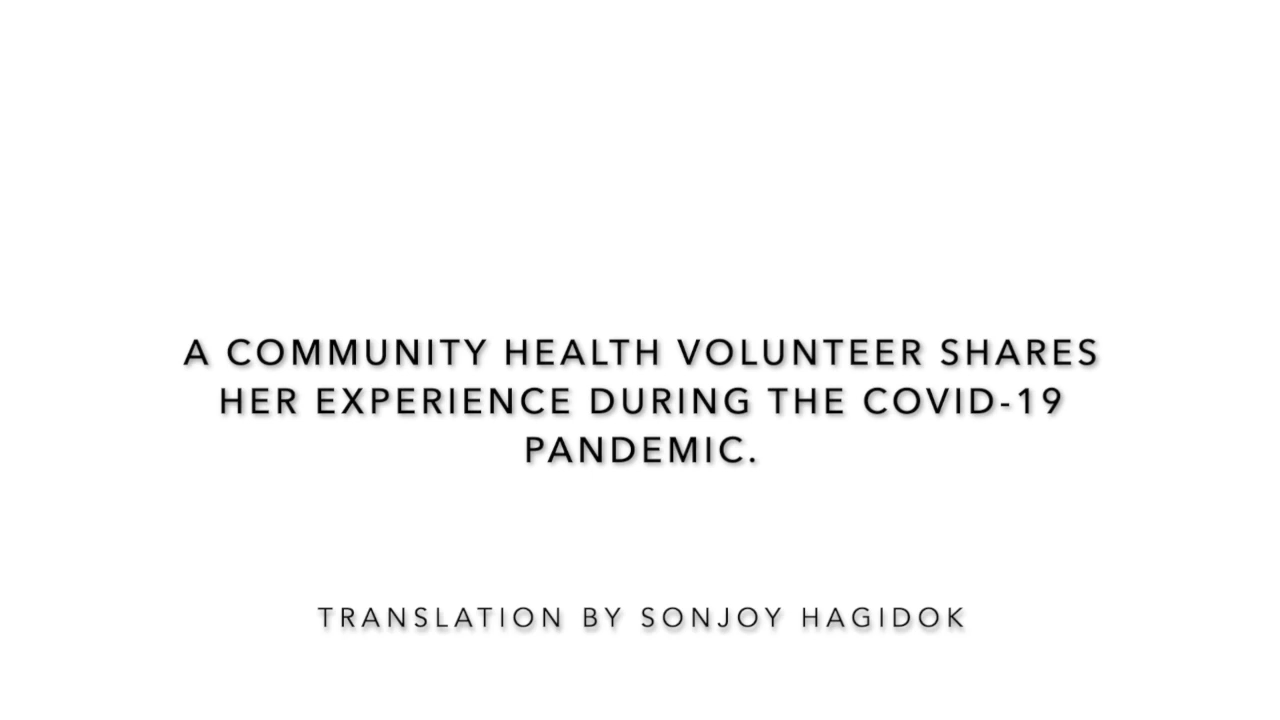 A COMMUNITY HEALTH VOLUNTEER SHARES
HER EXPERIENCE DURING THE COVID-19
PANDEMIC.
TRANSLATION BY SONJOY HAGIDOK